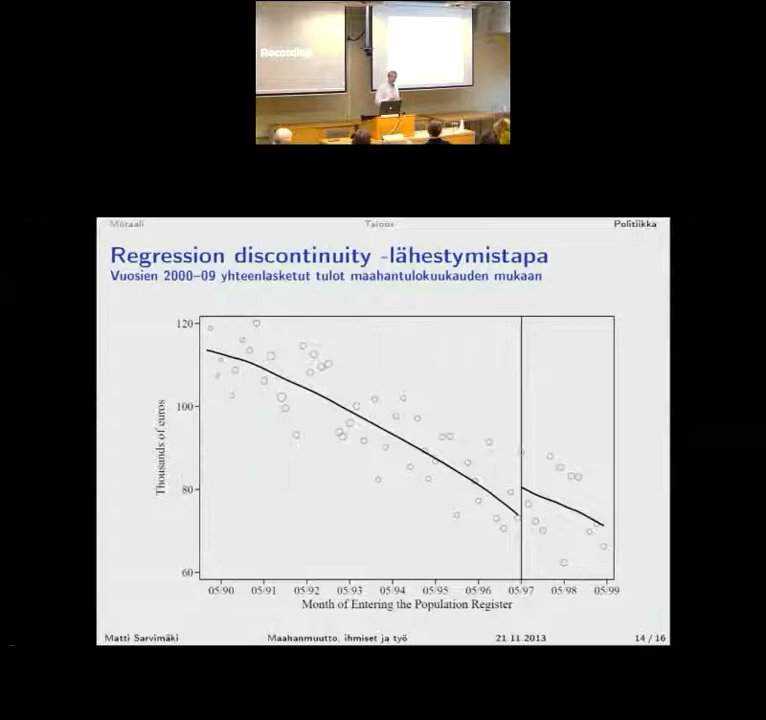 Recording
Moraali Talous Politiikka
Regression discontinuity -lähestymistapa
Vuosien 2000–09 yhteenlasketut tulot maahantulokuukauden mukaan
120
100
80
60
Thousands of euros
05/90 05/91 05/92 05/93 05/94 05/95 05/96 05/97 05/98 05/99
Month of Entering the Population Register
Matti Sarvimäki Maahanmuutto, ihmiset ja työ 21.11.2013 14 / 16